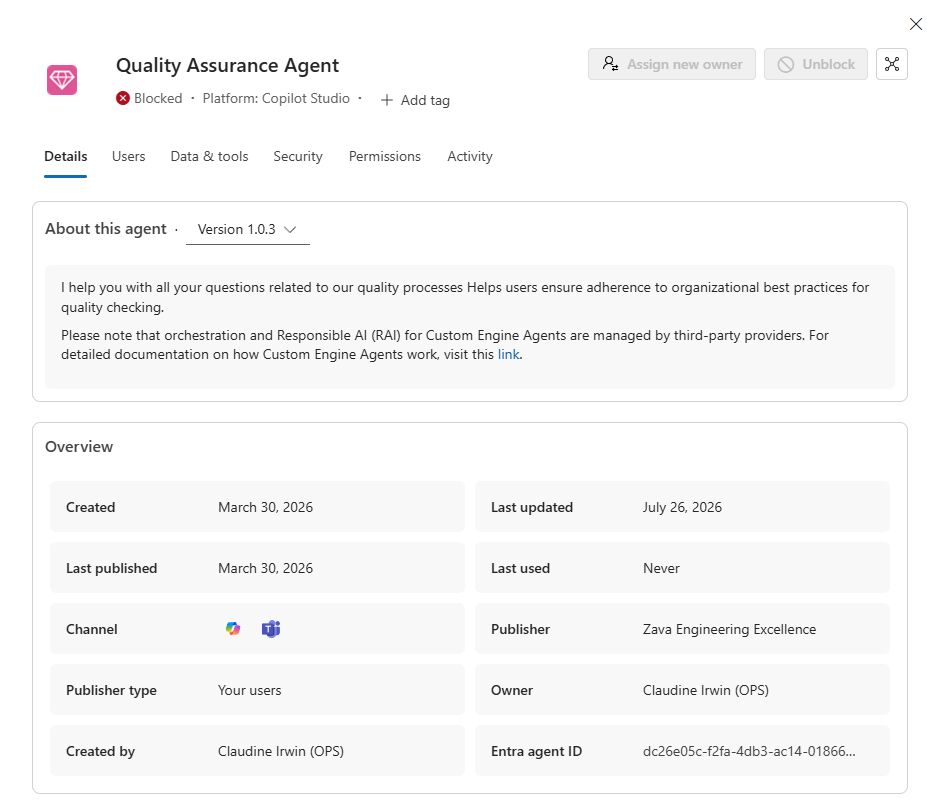 Quality Assurance Agent
Assign new owner
Unblock
Blocked · Platform: Copilot Studio · + Add tag
Details Users Data & tools Security Permissions Activity
About this agent · Version 1.0.3
I help you with all your questions related to our quality processes Helps users ensure adherence to organizational best practices for
quality checking.
Please note that orchestration and Responsible AI (RAI) for Custom Engine Agents are managed by third-party providers. For
detailed documentation on how Custom Engine Agents work, visit this link.
Overview
Created March 30, 2026
Last updated July 26, 2026
Last published March 30, 2026
Last used Never
Channel
Publisher Zava Engineering Excellence
Publisher type Your users
Owner Claudine Irwin (OPS)
Created by Claudine Irwin (OPS)
Entra agent ID dc26e05c-f2fa-4db3-ac14-01866...